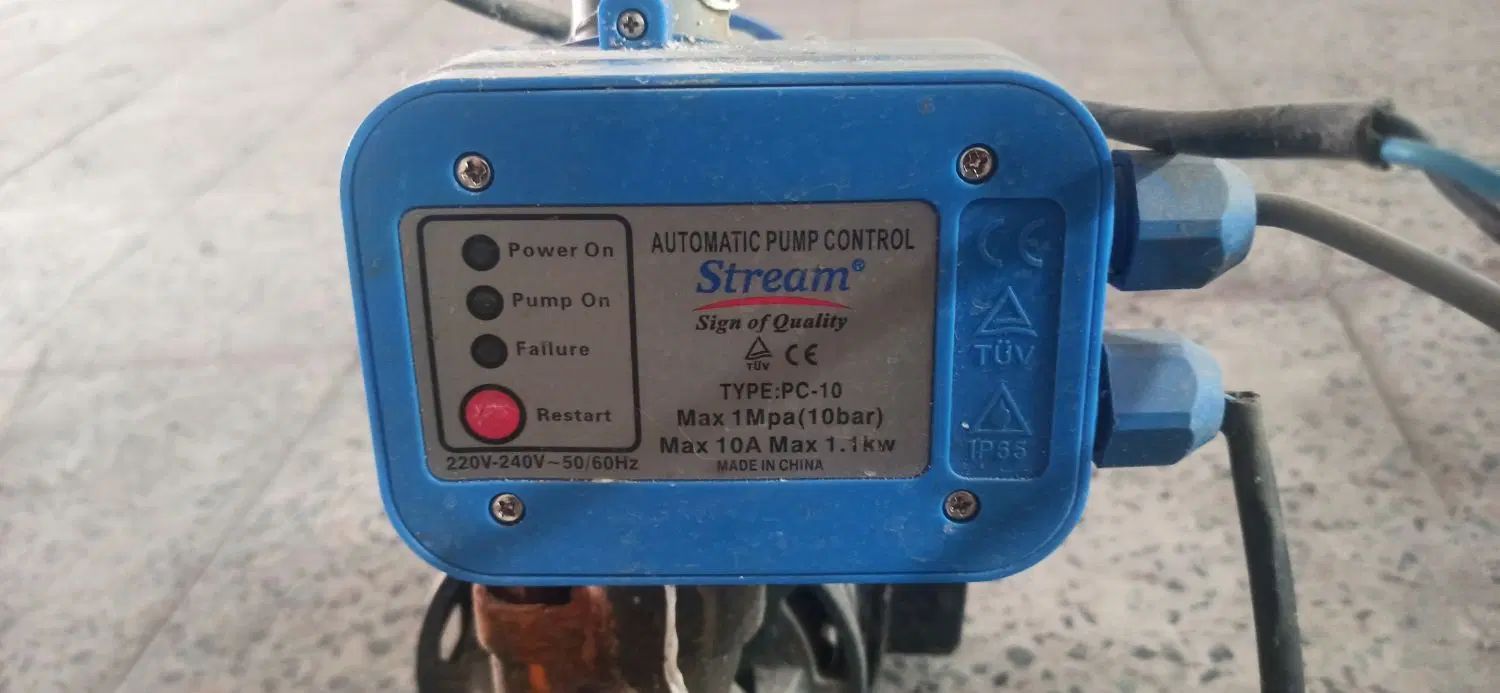 Power On
Pump On
Failure
Restart
220V-240V~50/60Hz
AUTOMATIC PUMP CONTROL
Stream®
Sign of Quality
TÜV CE
TYPE:PC-10
Max 1Mpa(10bar)
Max 10A Max 1.1kw
MADE IN CHINA
CE
TÜV
IP65